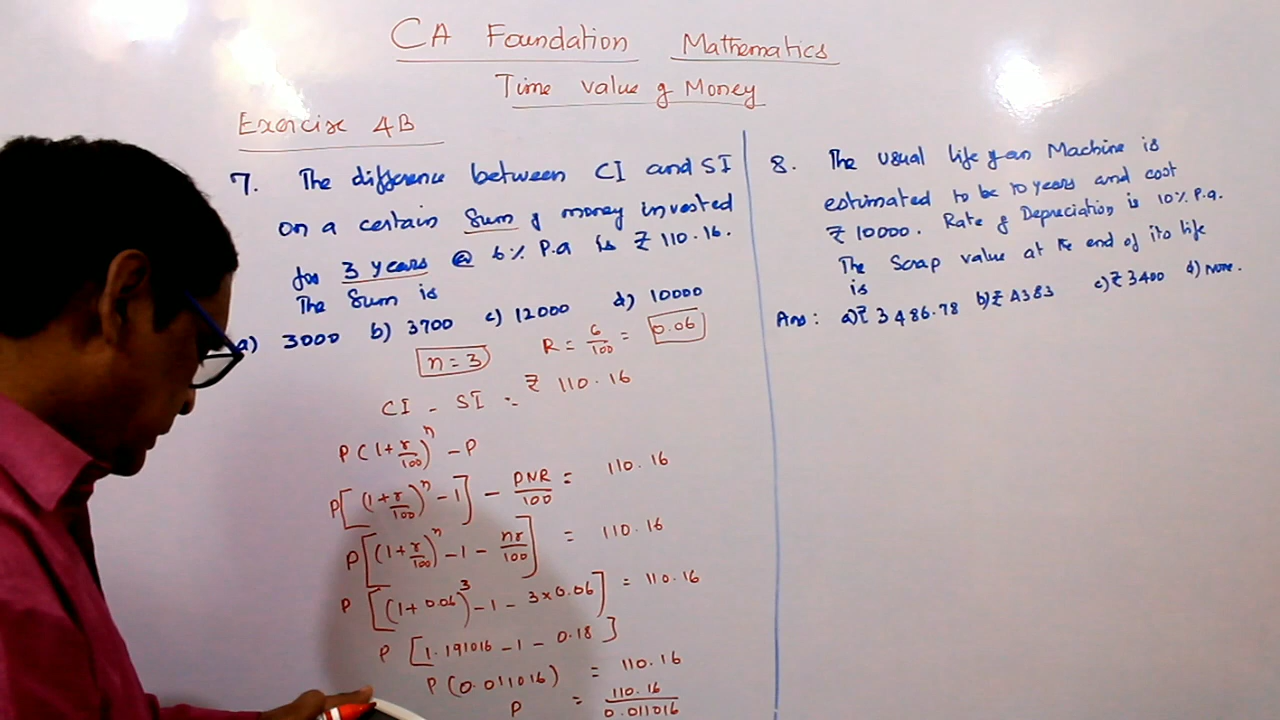 CA Foundation Mathematics
Time value of Money
Exercise 4B
7. The difference between CI and SI
on a certain sum of money invested
for 3 years @ 6% P.a is ₹ 110.16.
The sum is
a) 3000 b) 3700 c) 12000 d) 10000
n = 3 R = 6/100 = 0.06
CI - SI = ₹ 110.16
P(1+r/100)^n - P
P[(1+r/100)^n - 1] - PNR/100 = 110.16
P[(1+r/100)^n - 1 - nr/100] = 110.16
P[(1+0.06)^3 - 1 - 3x0.06] = 110.16
P[1.191016 - 1 - 0.18]
P(0.011016) = 110.16
P = 110.16/0.011016
8. The usual life of an Machine is
estimated to be 10 years and cost
₹ 10000. Rate of Depreciation is 10% P.a.
The Scrap value at the end of its life
is
Ans: a) ₹ 3486.78 b) ₹ 4383 c) ₹ 3400 d) None.